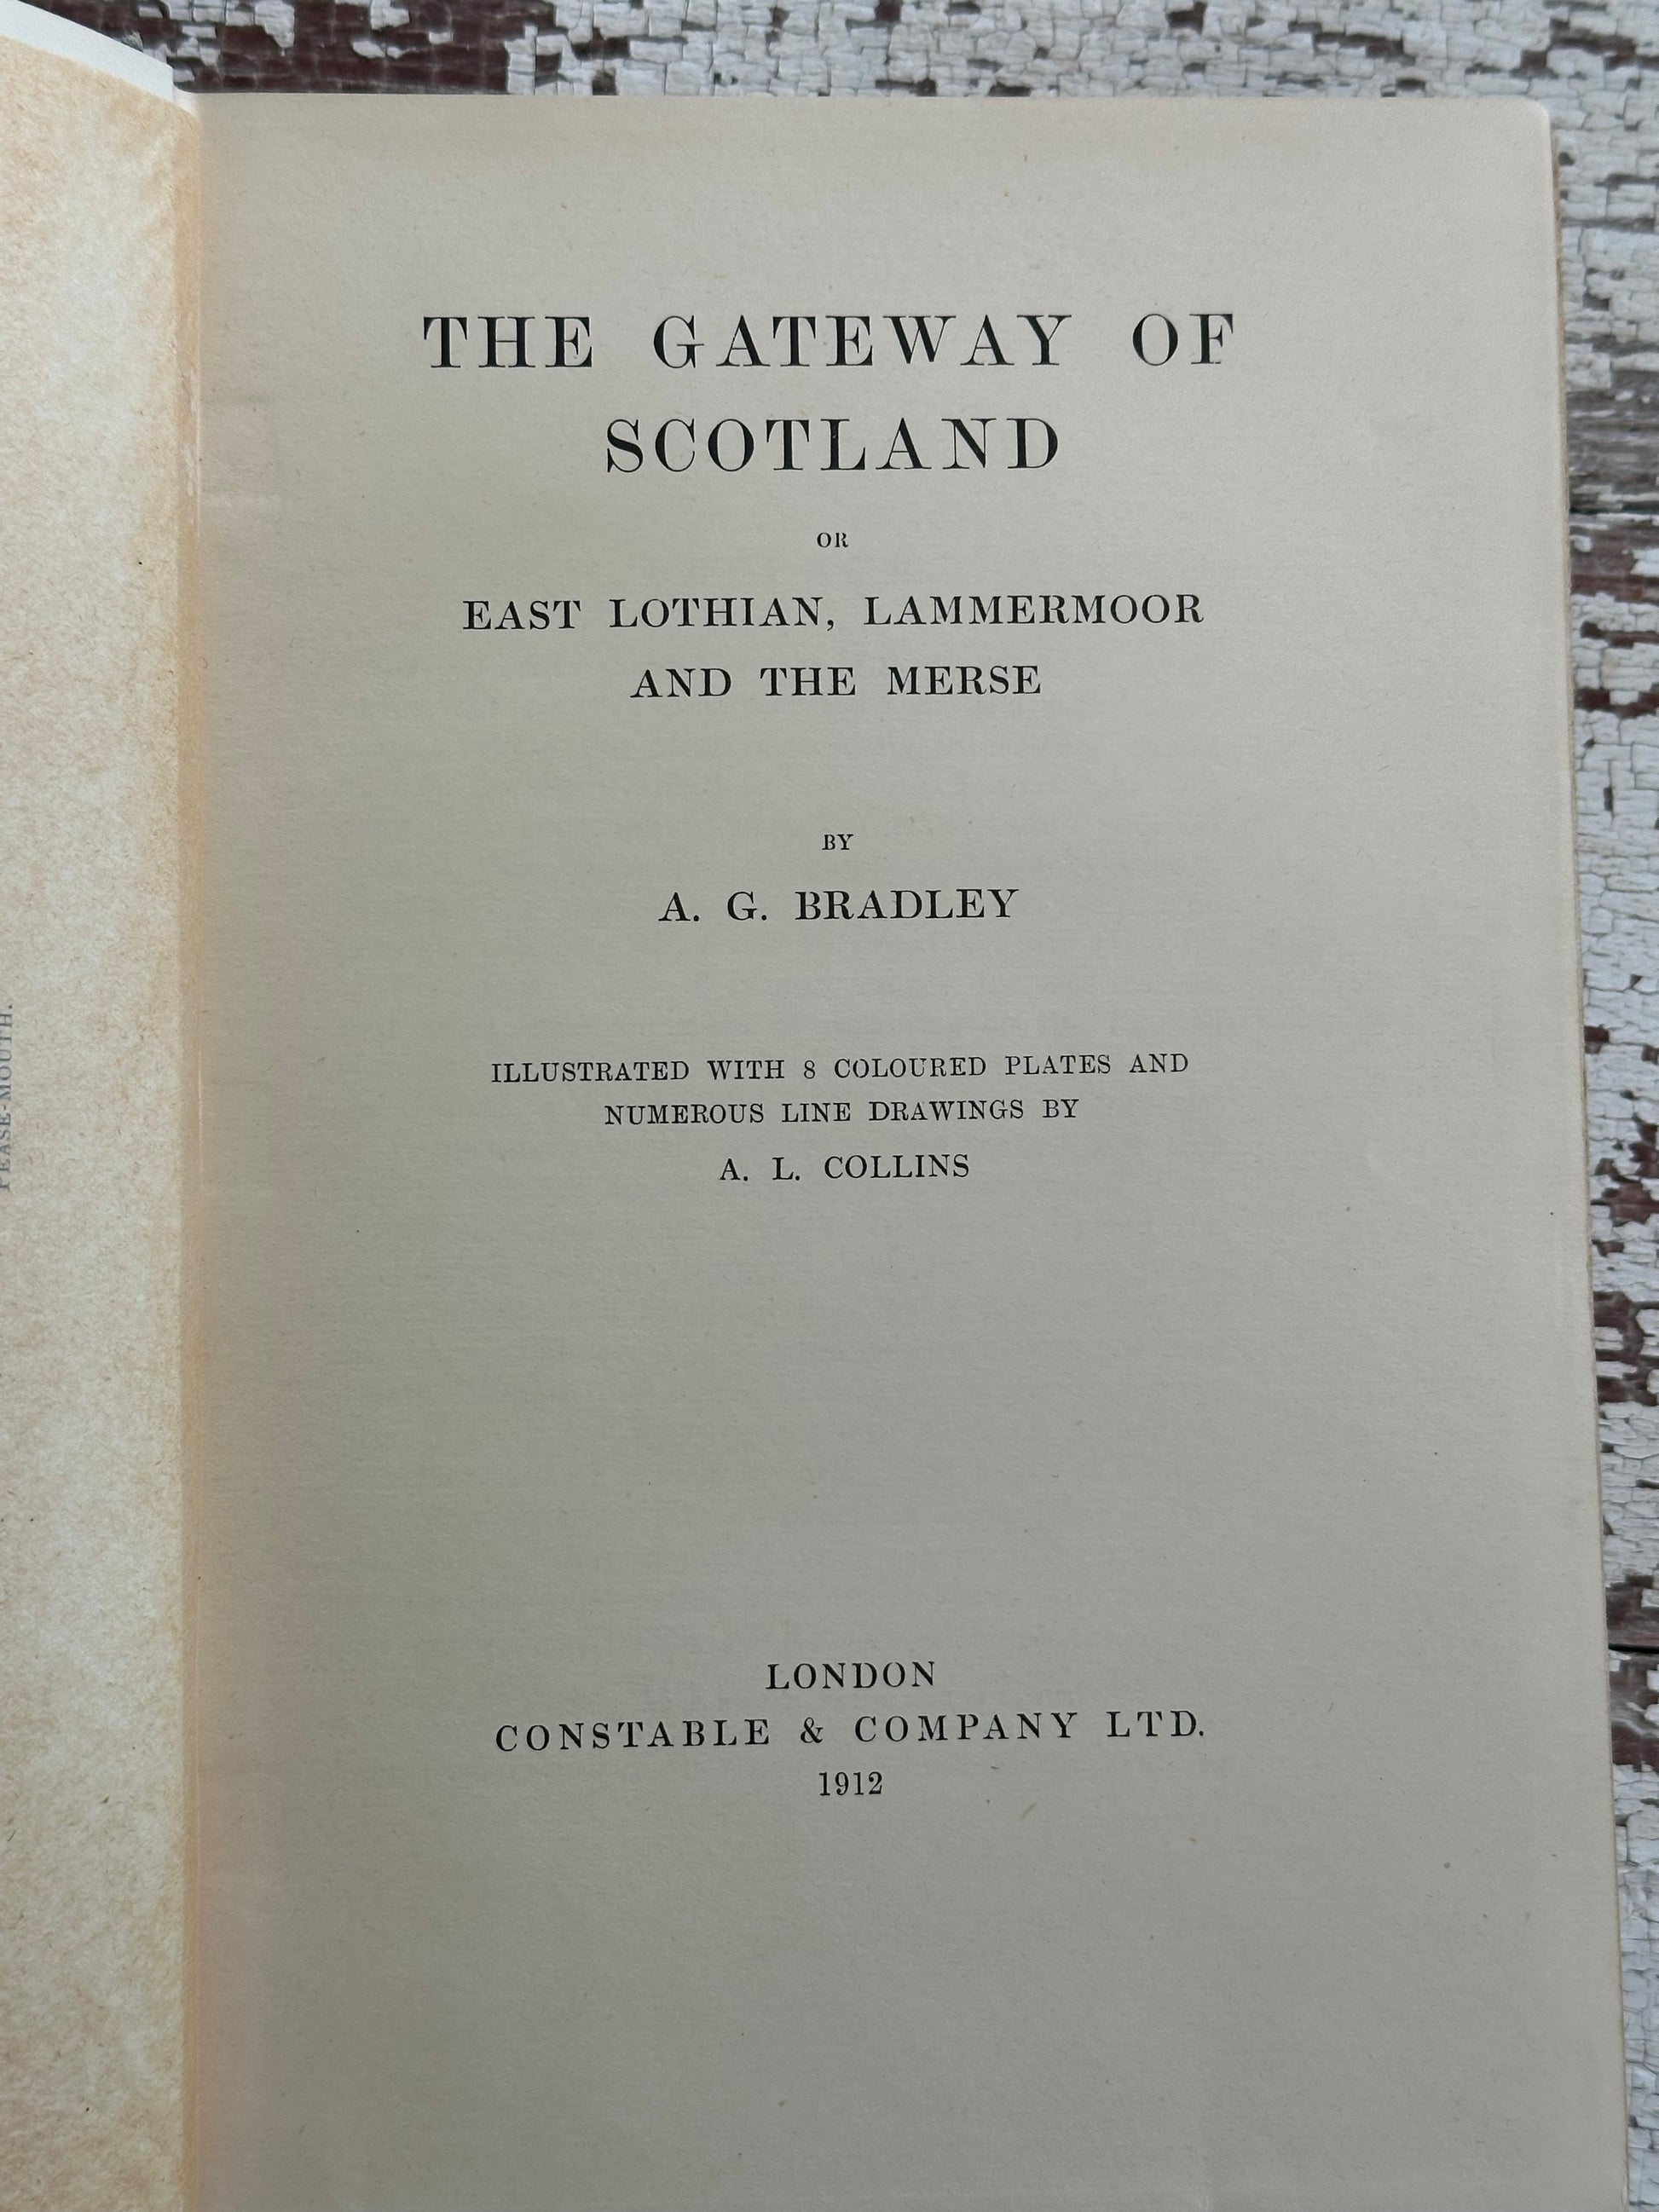 PEASE-MOUTH.
THE GATEWAY OF
SCOTLAND
OR
EAST LOTHIAN, LAMMERMOOR
AND THE MERSE
BY
A. G. BRADLEY
ILLUSTRATED WITH 8 COLOURED PLATES AND
NUMEROUS LINE DRAWINGS BY
A. L. COLLINS
LONDON
CONSTABLE & COMPANY LTD.
1912